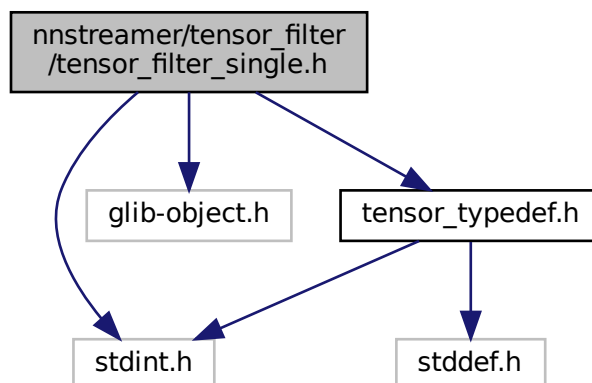 nnstreamer/tensor_filter
/tensor_filter_single.h
glib-object.h
tensor_typedef.h
stdint.h
stddef.h